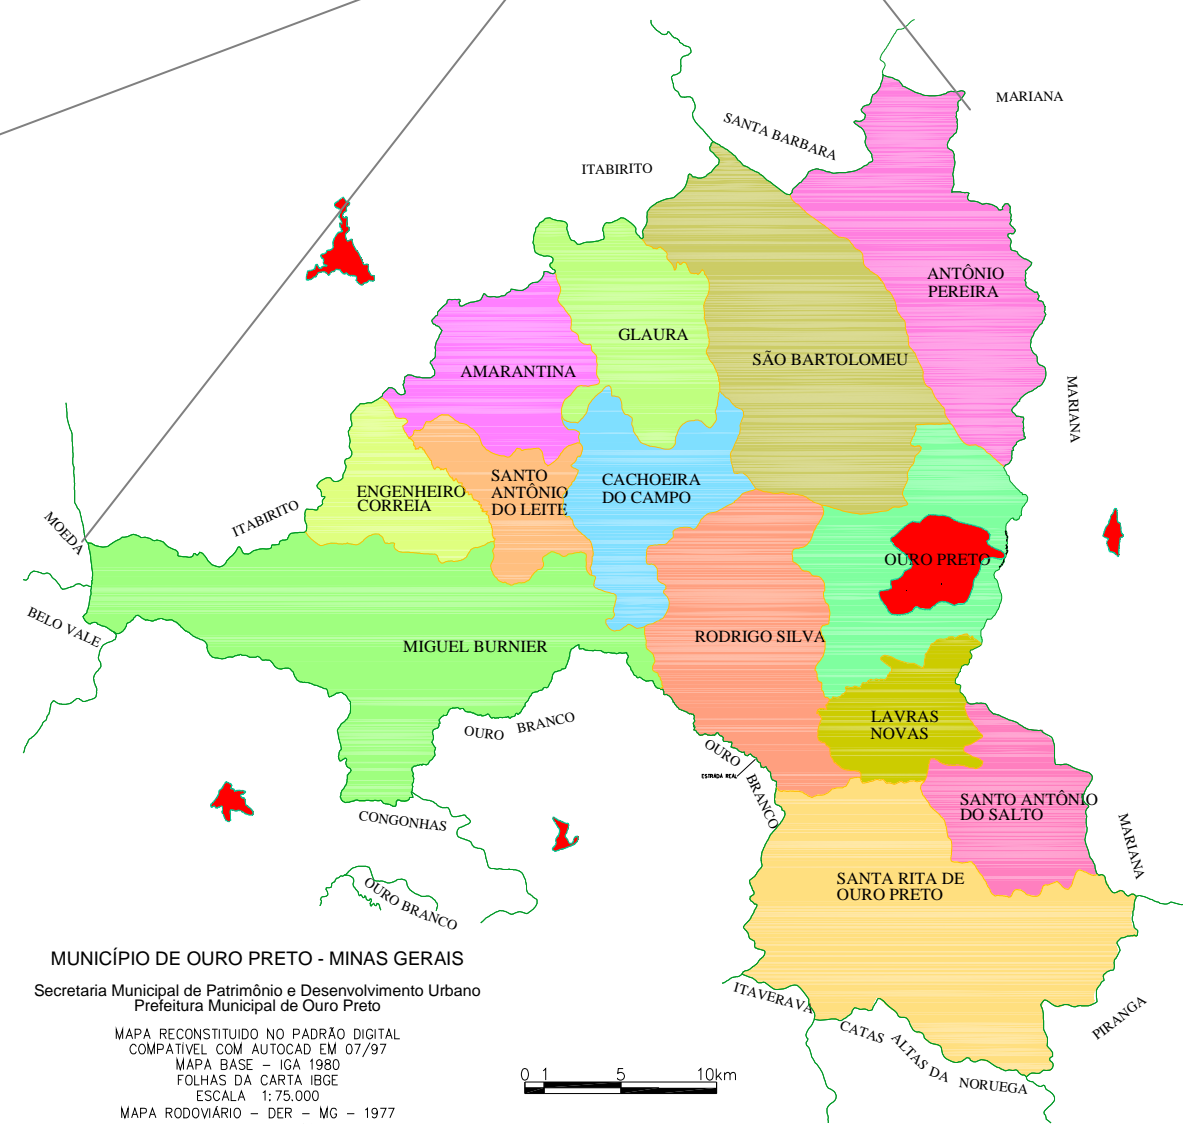 MARIANA
SANTA BARBARA
ITABIRITO
ANTÔNIO
PEREIRA
GLAURA
SÃO BARTOLOMEU
AMARANTINA
MARIANA
SANTO
ANTÔNIO
DO LEITE
CACHOEIRA
DO CAMPO
ENGENHEIRO
CORREIA
ITABIRITO
MOEDA
OURO PRETO
BELO VALE
RODRIGO SILVA
MIGUEL BURNIER
LAVRAS
NOVAS
OURO BRANCO
OURO BRANCO
ESTRADA REAL
SANTO ANTÔNIO
DO SALTO
CONGONHAS
MARIANA
SANTA RITA DE
OURO PRETO
OURO BRANCO
MUNICÍPIO DE OURO PRETO - MINAS GERAIS
Secretaria Municipal de Patrimônio e Desenvolvimento Urbano
Prefeitura Municipal de Ouro Preto
ITAVERAVA
PIRANGA
CATAS ALTAS DA NORUEGA
MAPA RECONSTITUIDO NO PADRÃO DIGITAL
COMPATÍVEL COM AUTOCAD EM 07/97
MAPA BASE - IGA 1980
FOLHAS DA CARTA IBGE
ESCALA 1:75.000
MAPA RODOVIÁRIO - DER - MG - 1977
0 1 5 10km